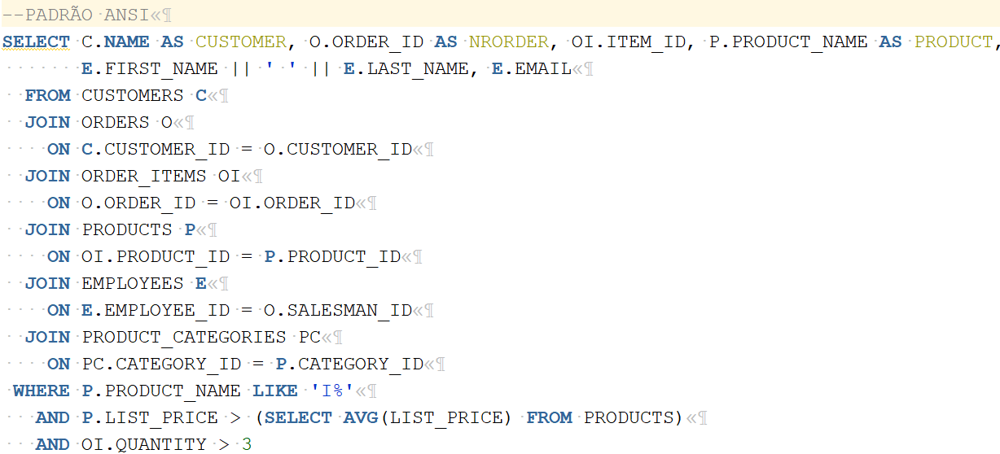 --PADRÃO ANSI
SELECT C.NAME AS CUSTOMER, O.ORDER_ID AS NRORDER, OI.ITEM_ID, P.PRODUCT_NAME AS PRODUCT,
       E.FIRST_NAME || ' ' || E.LAST_NAME, E.EMAIL
  FROM CUSTOMERS C
  JOIN ORDERS O
    ON C.CUSTOMER_ID = O.CUSTOMER_ID
  JOIN ORDER_ITEMS OI
    ON O.ORDER_ID = OI.ORDER_ID
  JOIN PRODUCTS P
    ON OI.PRODUCT_ID = P.PRODUCT_ID
  JOIN EMPLOYEES E
    ON E.EMPLOYEE_ID = O.SALESMAN_ID
  JOIN PRODUCT_CATEGORIES PC
    ON PC.CATEGORY_ID = P.CATEGORY_ID
 WHERE P.PRODUCT_NAME LIKE 'I%'
   AND P.LIST_PRICE > (SELECT AVG(LIST_PRICE) FROM PRODUCTS)
   AND OI.QUANTITY > 3